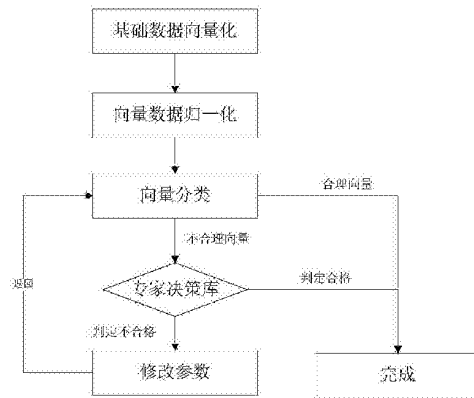 基础数据向量化
向量数据归一化
向量分类
合理向量
不合理向量
返回
专家决策库
判定合格
判定不合格
修改参数
完成